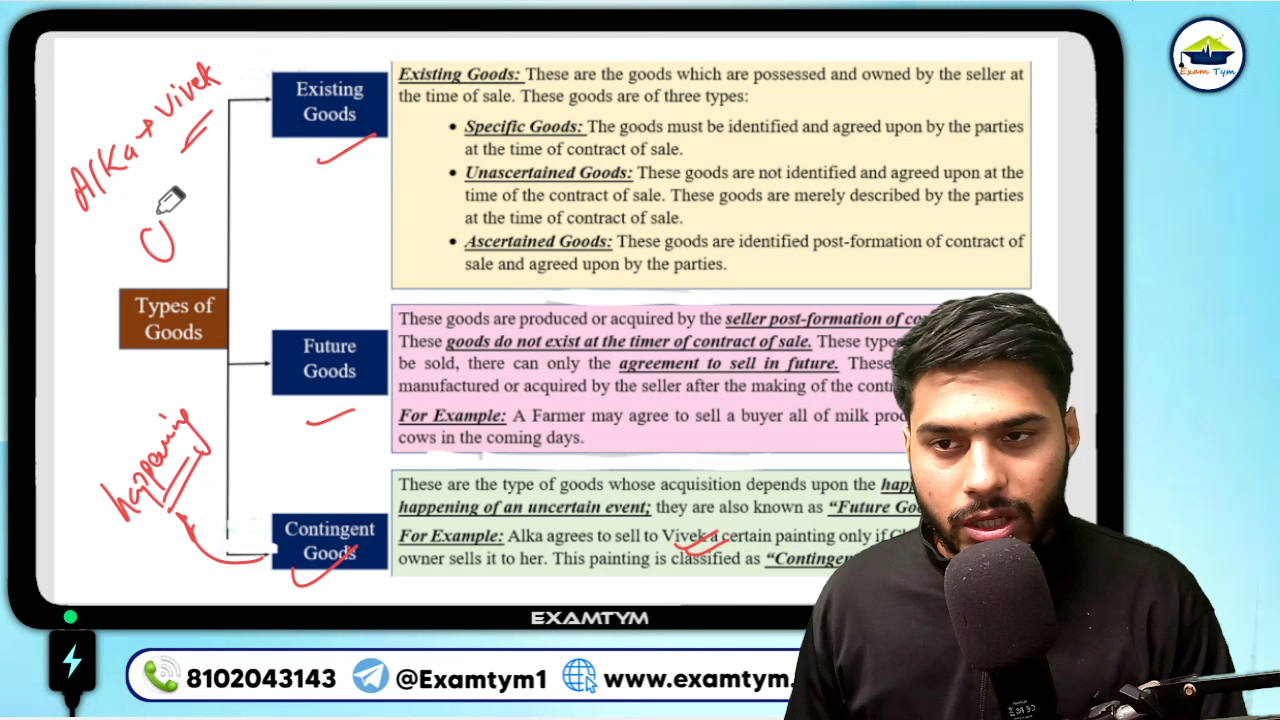 Exam Tym
Alka → Vivek
Existing
Goods
Existing Goods: These are the goods which are possessed and owned by the seller at
the time of sale. These goods are of three types:
• Specific Goods: The goods must be identified and agreed upon by the parties
at the time of contract of sale.
• Unascertained Goods: These goods are not identified and agreed upon at the
time of the contract of sale. These goods are merely described by the parties
at the time of contract of sale.
• Ascertained Goods: These goods are identified post-formation of contract of
sale and agreed upon by the parties.
Types of
Goods
Future
Goods
These goods are produced or acquired by the seller post-formation of
These goods do not exist at the timer of contract of sale. These
be sold, there can only the agreement to sell in future. These
manufactured or acquired by the seller after the making of the
For Example: A Farmer may agree to sell a buyer all of milk
cows in the coming days.
happening
Contingent
Goods
These are the type of goods whose acquisition depends upon the
happening of an uncertain event; they are also known as “Future
For Example: Alka agrees to sell to Vivek a certain painting only if
owner sells it to her. This painting is classified as
EXAMTYM
8102043143
@Examtym1
www.examtym.